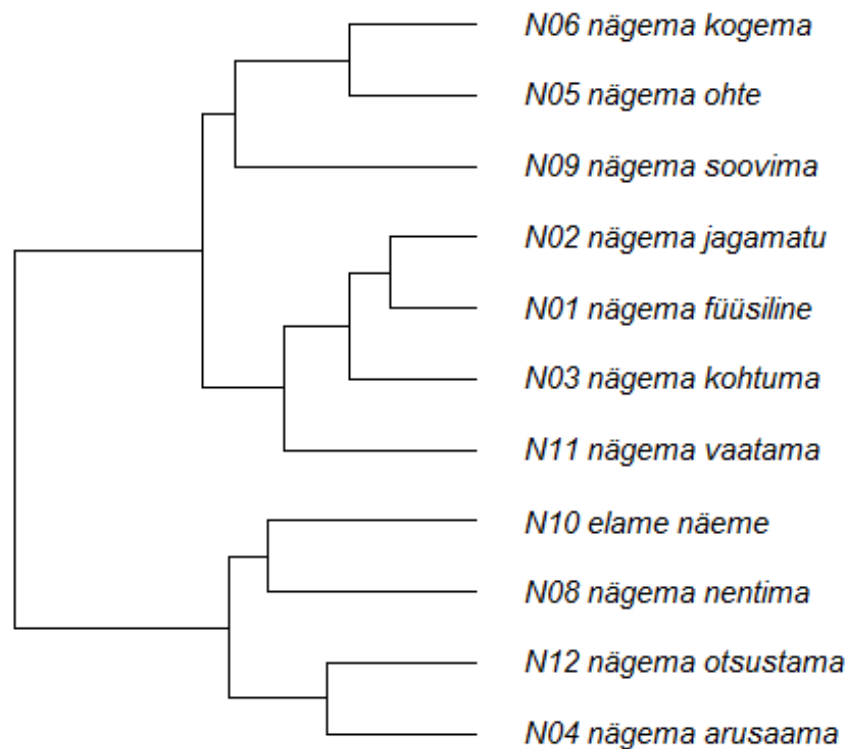 N06 nägema kogema
N05 nägema ohte
N09 nägema soovima
N02 nägema jagamatu
N01 nägema füüsiline
N03 nägema kohtuma
N11 nägema vaatama
N10 elame näeme
N08 nägema nentima
N12 nägema otsustama
N04 nägema arusaama